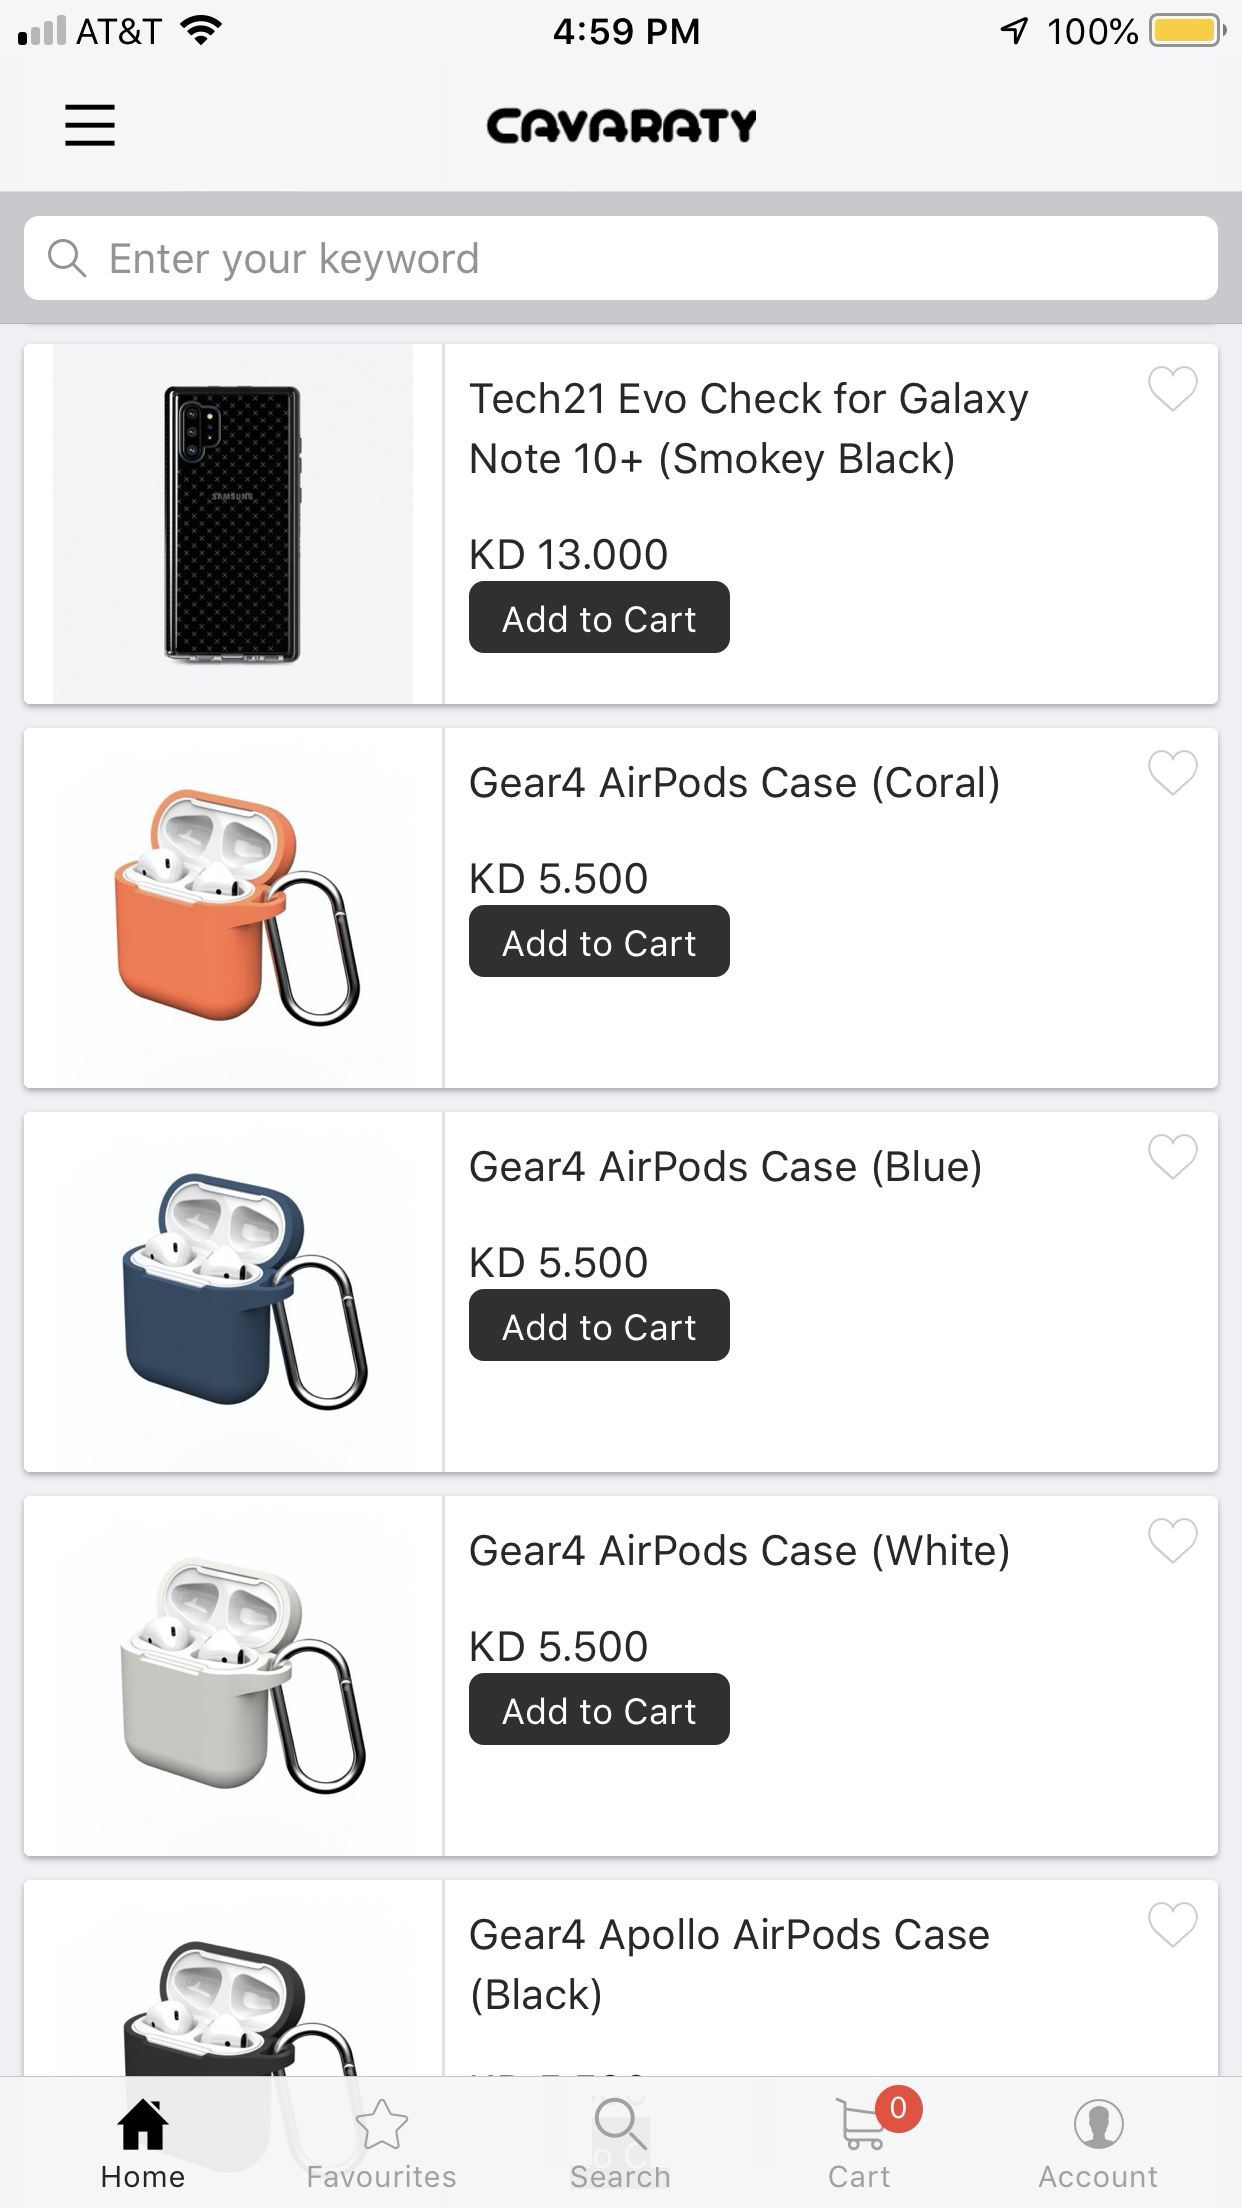 AT&T 4:59 PM 100%
CAVARATY
Enter your keyword
Tech21 Evo Check for Galaxy
Note 10+ (Smokey Black)
SAMSUNG
KD 13.000
Add to Cart
Gear4 AirPods Case (Coral)
KD 5.500
Add to Cart
Gear4 AirPods Case (Blue)
KD 5.500
Add to Cart
Gear4 AirPods Case (White)
KD 5.500
Add to Cart
Gear4 Apollo AirPods Case
(Black)
0
Home Favourites Search Cart Account